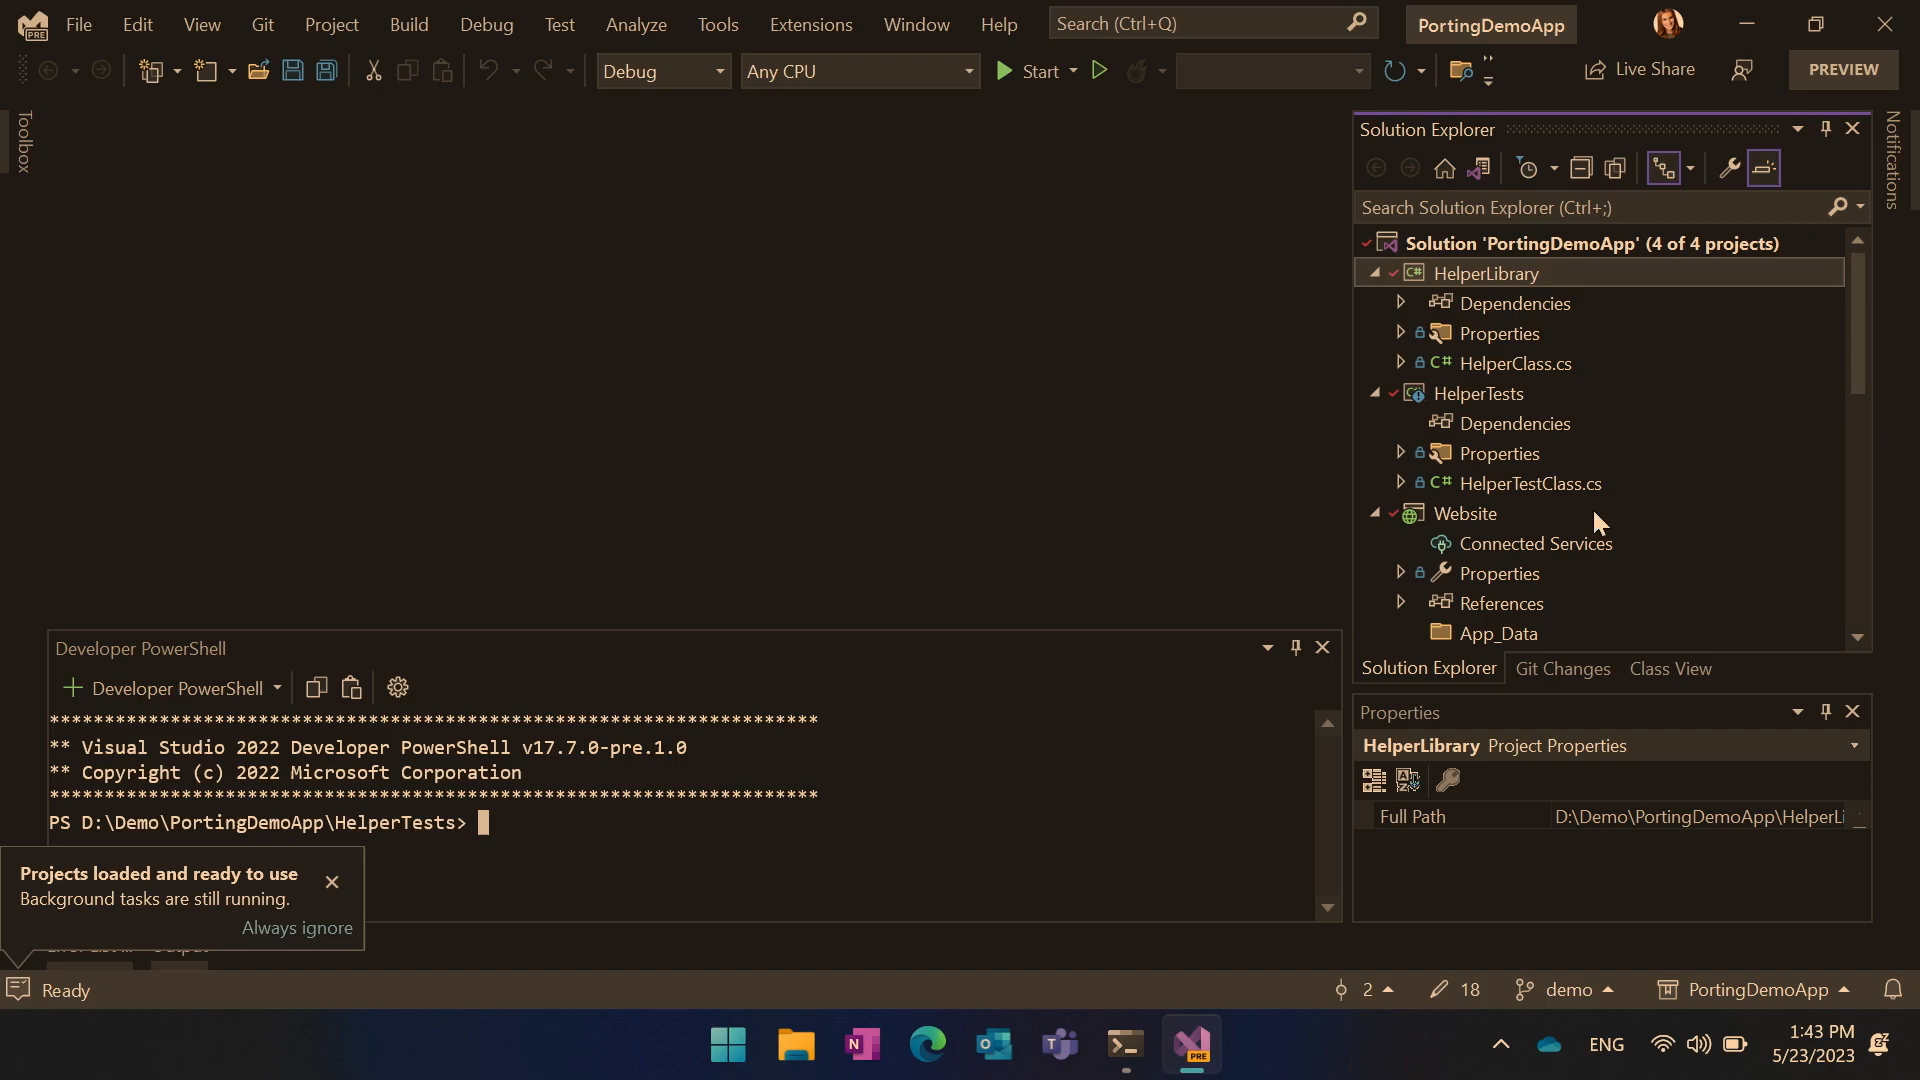 File Edit View Git Project Build Debug Test Analyze Tools Extensions Window Help Search (Ctrl+Q) PortingDemoApp
Debug Any CPU Start Live Share PREVIEW
Toolbox
Solution Explorer
Search Solution Explorer (Ctrl+;)
Solution 'PortingDemoApp' (4 of 4 projects)
HelperLibrary
Dependencies
Properties
C# HelperClass.cs
HelperTests
Dependencies
Properties
C# HelperTestClass.cs
Website
Connected Services
Properties
References
App_Data
Solution Explorer Git Changes Class View
Notifications
Developer PowerShell
Developer PowerShell
**********************************************************************
** Visual Studio 2022 Developer PowerShell v17.7.0-pre.1.0
** Copyright (c) 2022 Microsoft Corporation
**********************************************************************
PS D:\Demo\PortingDemoApp\HelperTests>
Properties
HelperLibrary Project Properties
Full Path D:\Demo\PortingDemoApp\HelperLi
Projects loaded and ready to use
Background tasks are still running.
Always ignore
Ready 2 18 demo PortingDemoApp
ENG 1:43 PM
5/23/2023